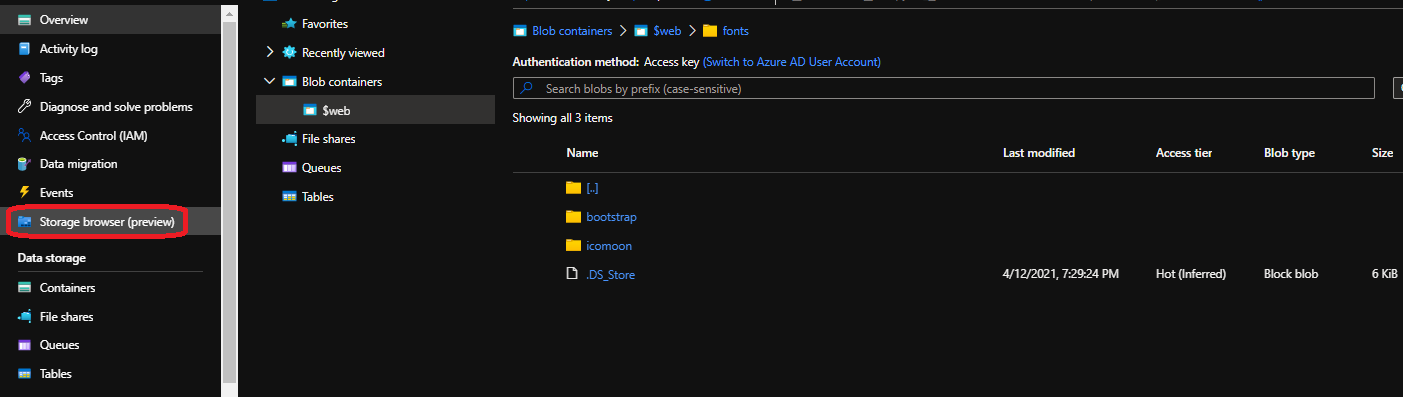 Overview
Activity log
Tags
Diagnose and solve problems
Access Control (IAM)
Data migration
Events
Storage browser (preview)
Data storage
Containers
File shares
Queues
Tables
Favorites
Recently viewed
Blob containers
$web
File shares
Queues
Tables
Blob containers > $web > fonts
Authentication method: Access key (Switch to Azure AD User Account)
Search blobs by prefix (case-sensitive)
Showing all 3 items
Name Last modified Access tier Blob type Size
[..]
bootstrap
icomoon
.DS_Store 4/12/2021, 7:29:24 PM Hot (Inferred) Block blob 6 KiB